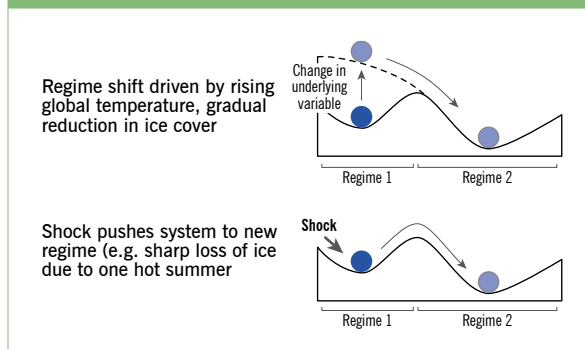 Regime shift driven by rising
global temperature, gradual
reduction in ice cover
Change in
underlying
variable
Regime 1
Regime 2
Shock pushes system to new
regime (e.g. sharp loss of ice
due to one hot summer
Shock
Regime 1
Regime 2